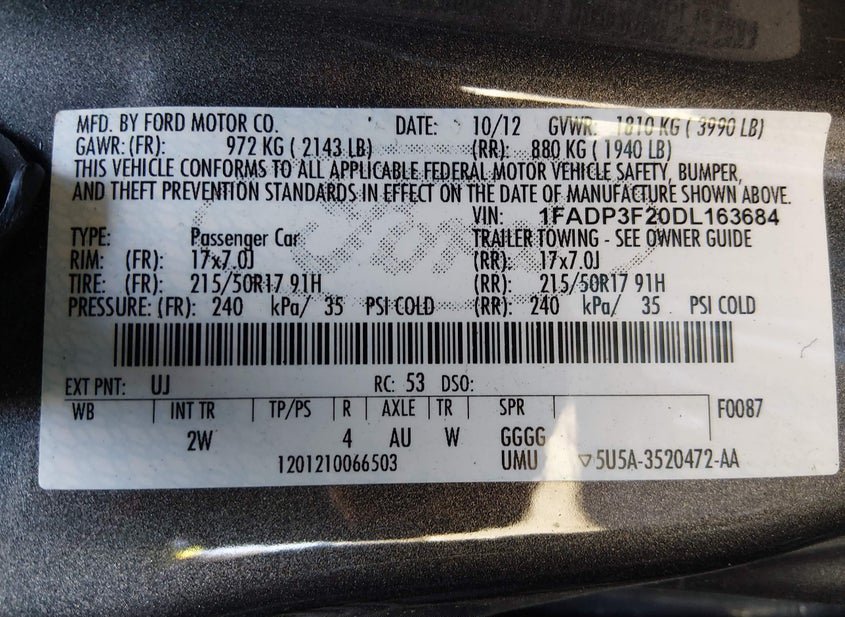 MFD. BY FORD MOTOR CO. DATE: 10/12 GVWR: 1810 KG ( 3990 LB)
GAWR: (FR): 972 KG ( 2143 LB) (RR): 880 KG ( 1940 LB)
THIS VEHICLE CONFORMS TO ALL APPLICABLE FEDERAL MOTOR VEHICLE SAFETY, BUMPER,
AND THEFT PREVENTION STANDARDS IN EFFECT ON THE DATE OF MANUFACTURE SHOWN ABOVE.
VIN: 1FADP3F20DL163684
TYPE: Passenger Car TRAILER TOWING - SEE OWNER GUIDE
RIM: (FR): 17x7.0J (RR): 17x7.0J
TIRE: (FR): 215/50R17 91H (RR): 215/50R17 91H
PRESSURE: (FR): 240 kPa/ 35 PSI COLD (RR): 240 kPa/ 35 PSI COLD
EXT PNT: UJ RC: 53 DSO:
WB INT TR TP/PS R AXLE TR SPR F0087
2W 4 AU W GGGG
1201210066503 UMU ▽5U5A-3520472-AA
Ford